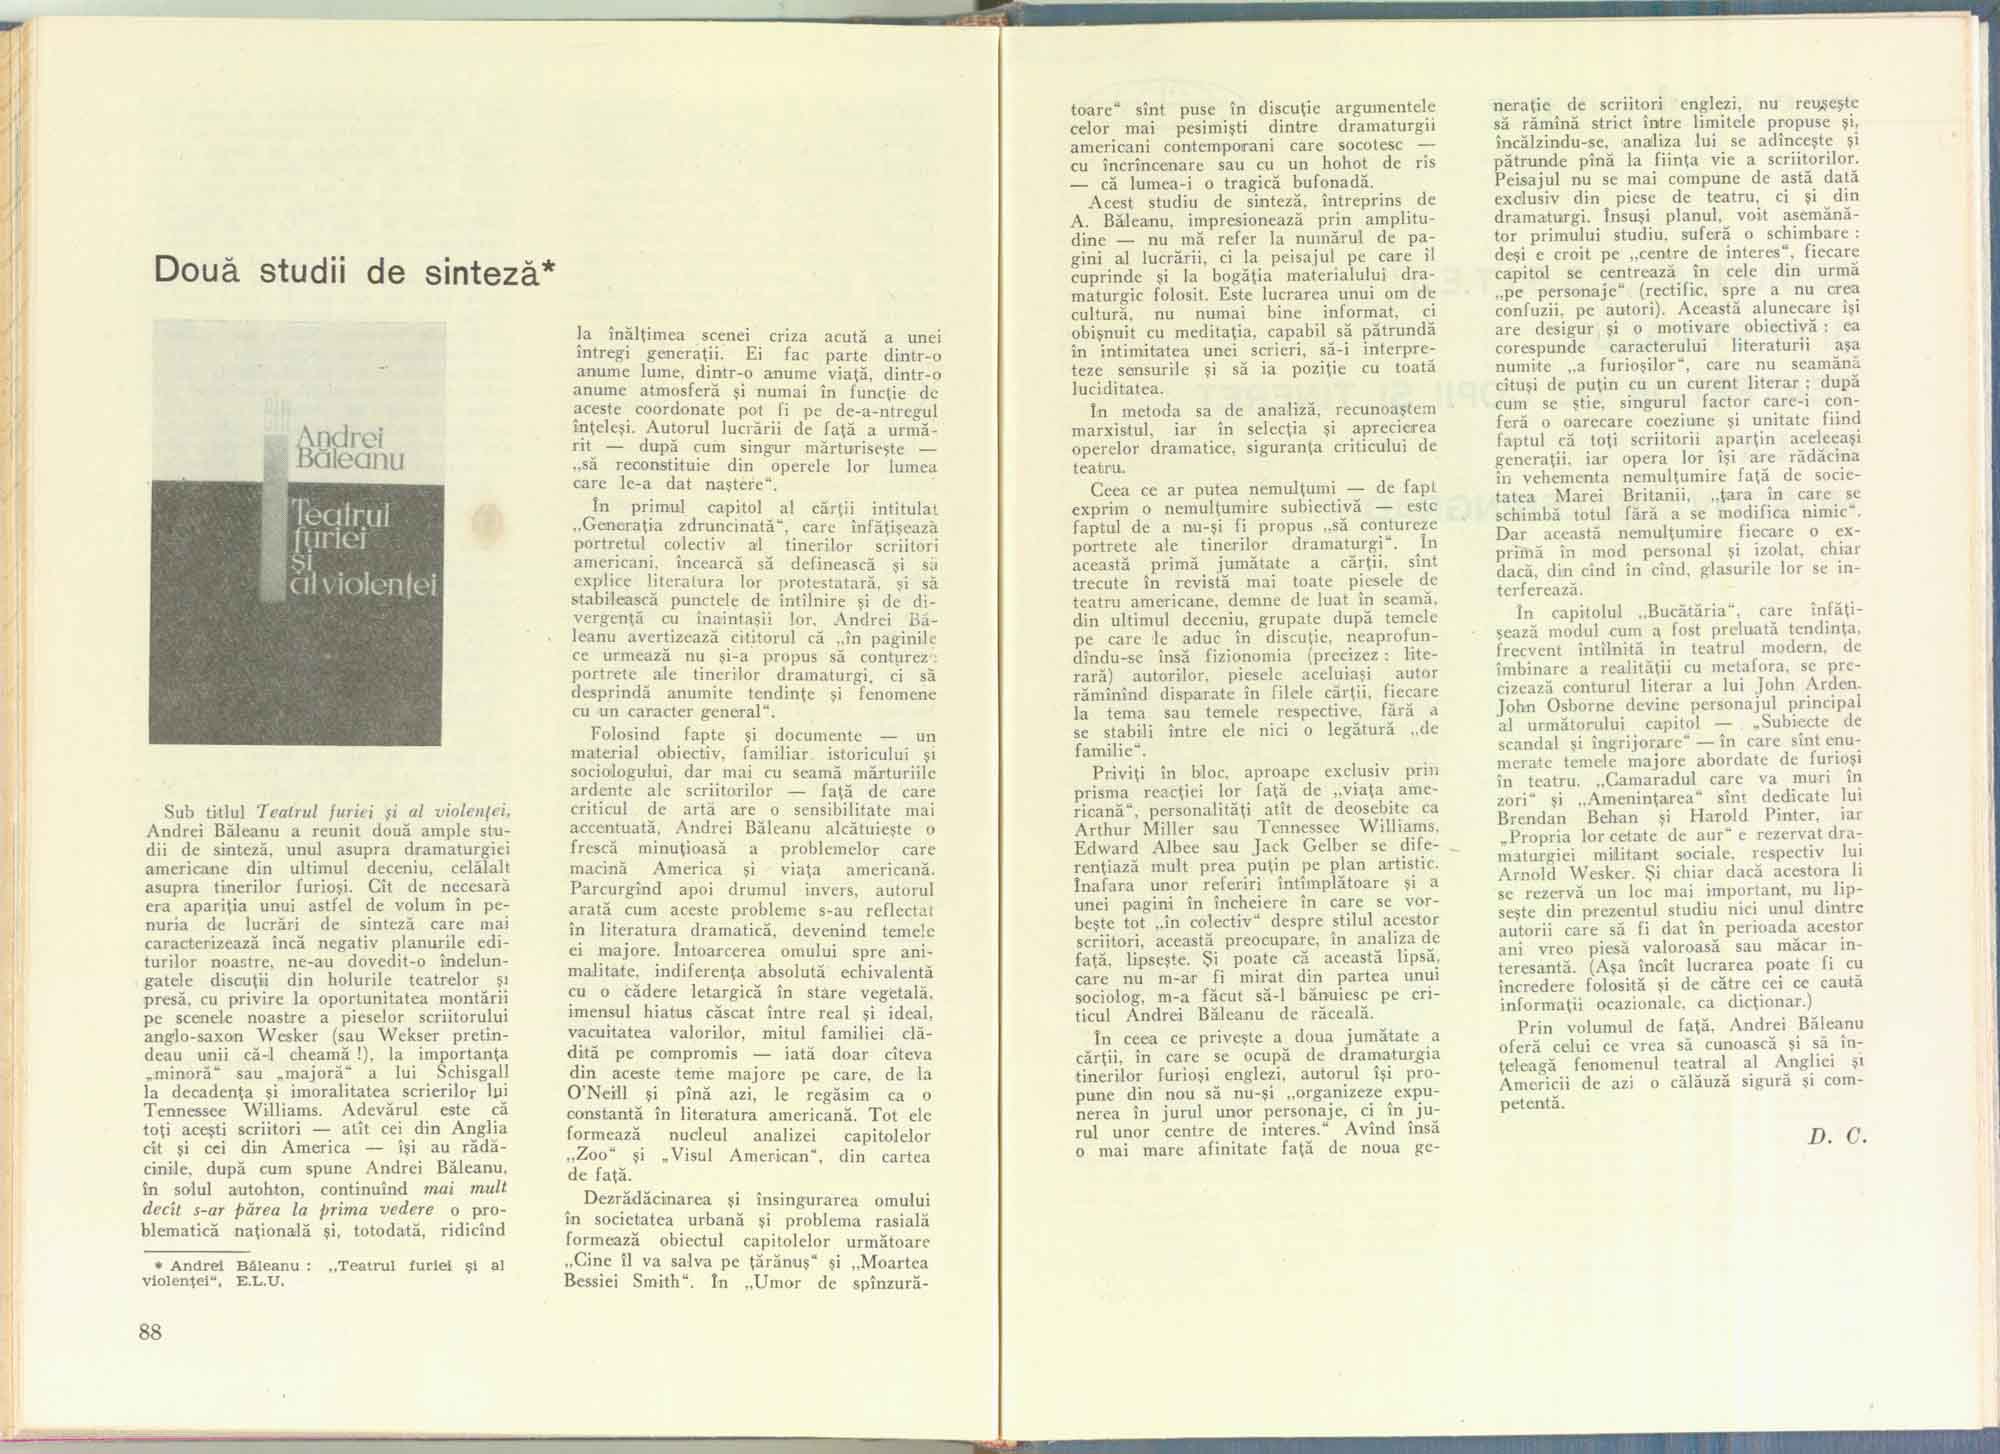 Două studii de sinteză*
Andrei
Băleanu
Teatrul
furiei
și
al violenței
Sub titlul Teatrul furiei și al violenței,
Andrei Băleanu a reunit două ample stu-
dii de sinteză, unul asupra dramaturgiei
americane din ultimul deceniu, celălalt
asupra tinerilor furioși. Cît de necesară
era apariția unui astfel de volum în pe-
nuria de lucrări de sinteză care mai
caracterizează încă negativ planurile edi-
turilor noastre, ne-au dovedit-o îndelun-
gatele discuții din holurile teatrelor și
presă, cu privire la oportunitatea montării
pe scenele noastre a pieselor scriitorului
anglo-saxon Wesker (sau Wekser pretin-
deau unii că-l cheamă !), la importanța
„minoră“ sau „majoră“ a lui Schisgall
la decadența și imoralitatea scrierilor lui
Tennessee Williams. Adevărul este că
toți acești scriitori — atît cei din Anglia
cît și cei din America — își au rădă-
cinile, după cum spune Andrei Băleanu,
în solul autohton, continuînd mai mult
decît s-ar părea la prima vedere o pro-
blematică națională și, totodată, ridicînd
* Andrei Băleanu : „Teatrul furiei și al
violenței“, E.L.U.
88
la înălțimea scenei criza acută a unei
întregi generații. Ei fac parte dintr-o
anume lume, dintr-o anume viață, dintr-o
anume atmosferă și numai în funcție de
aceste coordonate pot fi pe de-a-ntregul
înțeleși. Autorul lucrării de față a urmă-
rit — după cum singur mărturisește —
„să reconstituie din operele lor lumea
care le-a dat naștere“.
În primul capitol al cărții intitulat
„Generația zdruncinată“, care înfățișează
portretul colectiv al tinerilor scriitori
americani, încearcă să definească și să
explice literatura lor protestatară, și să
stabilească punctele de întîlnire și de di-
vergență cu înaintașii lor. Andrei Bă-
leanu avertizează cititorul că „în paginile
ce urmează nu și-a propus să contureze
portrete ale tinerilor dramaturgi, ci să
desprindă anumite tendințe și fenomene
cu un caracter general“.
Folosind fapte și documente — un
material obiectiv, familiar istoricului și
sociologului, dar mai cu seamă mărturiile
ardente ale scriitorilor — față de care
criticul de artă are o sensibilitate mai
accentuată, Andrei Băleanu alcătuiește o
frescă minuțioasă a problemelor care
macină America și viața americană.
Parcurgînd apoi drumul invers, autorul
arată cum aceste probleme s-au reflectat
în literatura dramatică, devenind temele
ei majore. Întoarcerea omului spre ani-
malitate, indiferența absolută echivalentă
cu o cădere letargică în stare vegetală,
imensul hiatus căscat între real și ideal,
vacuitatea valorilor, mitul familiei clă-
dită pe compromis — iată doar cîteva
din aceste teme majore pe care, de la
O'Neill și pînă azi, le regăsim ca o
constantă în literatura americană. Tot ele
formează nucleul analizei capitolelor
„Zoo“ și „Visul American“, din cartea
de față.
Dezrădăcinarea și însingurarea omului
în societatea urbană și problema rasială
formează obiectul capitolelor următoare
„Cine îl va salva pe țărănuș“ și „Moartea
Bessiei Smith“. În „Umor de spînzură-
toare“ sînt puse în discuție argumentele
celor mai pesimiști dintre dramaturgii
americani contemporani care socotesc —
cu încrîncenare sau cu un hohot de rîs
— că lumea-i o tragică bufonadă.
Acest studiu de sinteză, întreprins de
A. Băleanu, impresionează prin amplitu-
dine — nu mă refer la numărul de pa-
gini al lucrării, ci la peisajul pe care îl
cuprinde și la bogăția materialului dra-
maturgic folosit. Este lucrarea unui om de
cultură, nu numai bine informat, ci
obișnuit cu meditația, capabil să pătrundă
în intimitatea unei scrieri, să-i interpre-
teze sensurile și să ia poziție cu toată
luciditatea.
În metoda sa de analiză, recunoaștem
marxistul, iar în selecția și aprecierea
operelor dramatice, siguranța criticului de
teatru.
Ceea ce ar putea nemulțumi — de fapt
exprim o nemulțumire subiectivă — este
faptul de a nu-și fi propus „să contureze
portrete ale tinerilor dramaturgi“. În
această primă jumătate a cărții, sînt
trecute în revistă mai toate piesele de
teatru americane, demne de luat în seamă,
din ultimul deceniu, grupate după temele
pe care le aduc în discuție, neaprofun-
dîndu-se însă fizionomia (precizez : lite-
rară) autorilor, piesele aceluiași autor
rămînînd disparate în filele cărții, fiecare
la tema sau temele respective, fără a
se stabili între ele nici o legătură „de
familie“.
Priviți în bloc, aproape exclusiv prin
prisma reacției lor față de „viața ame-
ricană“, personalități atît de deosebite ca
Arthur Miller sau Tennessee Williams,
Edward Albee sau Jack Gelber se dife-
rențiază mult prea puțin pe plan artistic.
Înafara unor referiri întîmplătoare și a
unei pagini în încheiere în care se vor-
bește tot „în colectiv“ despre stilul acestor
scriitori, această preocupare, în analiza de
față, lipsește. Și poate că această lipsă,
care nu m-ar fi mirat din partea unui
sociolog, m-a făcut să-l bănuiesc pe cri-
ticul Andrei Băleanu de răceală.
În ceea ce privește a doua jumătate a
cărții, în care se ocupă de dramaturgia
tinerilor furioși englezi, autorul își pro-
pune din nou să nu-și „organizeze expu-
nerea în jurul unor personaje, ci în ju-
rul unor centre de interes.“ Avînd însă
o mai mare afinitate față de noua ge-
nerație de scriitori englezi, nu reușește
să rămînă strict între limitele propuse și,
încălzindu-se, analiza lui se adîncește și
pătrunde pînă la ființa vie a scriitorilor.
Peisajul nu se mai compune de astă dată
exclusiv din piese de teatru, ci și din
dramaturgi. Însuși planul, voit asemănă-
tor primului studiu, suferă o schimbare :
deși e croit pe „centre de interes“, fiecare
capitol se centrează în cele din urmă
„pe personaje“ (rectific, spre a nu crea
confuzii, pe autori). Această alunecare își
are desigur și o motivare obiectivă : ea
corespunde caracterului literaturii așa
numite „a furioșilor“, care nu seamănă
cîtuși de puțin cu un curent literar ; după
cum se știe, singurul factor care-i con-
feră o oarecare coeziune și unitate fiind
faptul că toți scriitorii aparțin aceleeași
generații, iar opera lor își are rădăcina
în vehementa nemulțumire față de socie-
tatea Marei Britanii, „țara în care se
schimbă totul fără a se modifica nimic“.
Dar această nemulțumire fiecare o ex-
primă în mod personal și izolat, chiar
dacă, din cînd în cînd, glasurile lor se in-
terferează.
În capitolul „Bucătăria“, care înfăți-
șează modul cum a fost preluată tendința,
frecvent întîlnită în teatrul modern, de
îmbinare a realității cu metafora, se pre-
cizează conturul literar a lui John Arden.
John Osborne devine personajul principal
al următorului capitol — „Subiecte de
scandal și îngrijorare“ — în care sînt enu-
merate temele majore abordate de furioși
în teatru. „Camaradul care va muri în
zori“ și „Amenințarea“ sînt dedicate lui
Brendan Behan și Harold Pinter, iar
„Propria lor cetate de aur“ e rezervat dra-
maturgiei militant sociale, respectiv lui
Arnold Wesker. Și chiar dacă acestora li
se rezervă un loc mai important, nu lip-
sește din prezentul studiu nici unul dintre
autorii care să fi dat în perioada acestor
ani vreo piesă valoroasă sau măcar in-
teresantă. (Așa încît lucrarea poate fi cu
încredere folosită și de către cei ce caută
informații ocazionale, ca dicționar.)
Prin volumul de față, Andrei Băleanu
oferă celui ce vrea să cunoască și să în-
țeleagă fenomenul teatral al Angliei și
Americii de azi o călăuză sigură și com-
petentă.
D. C.